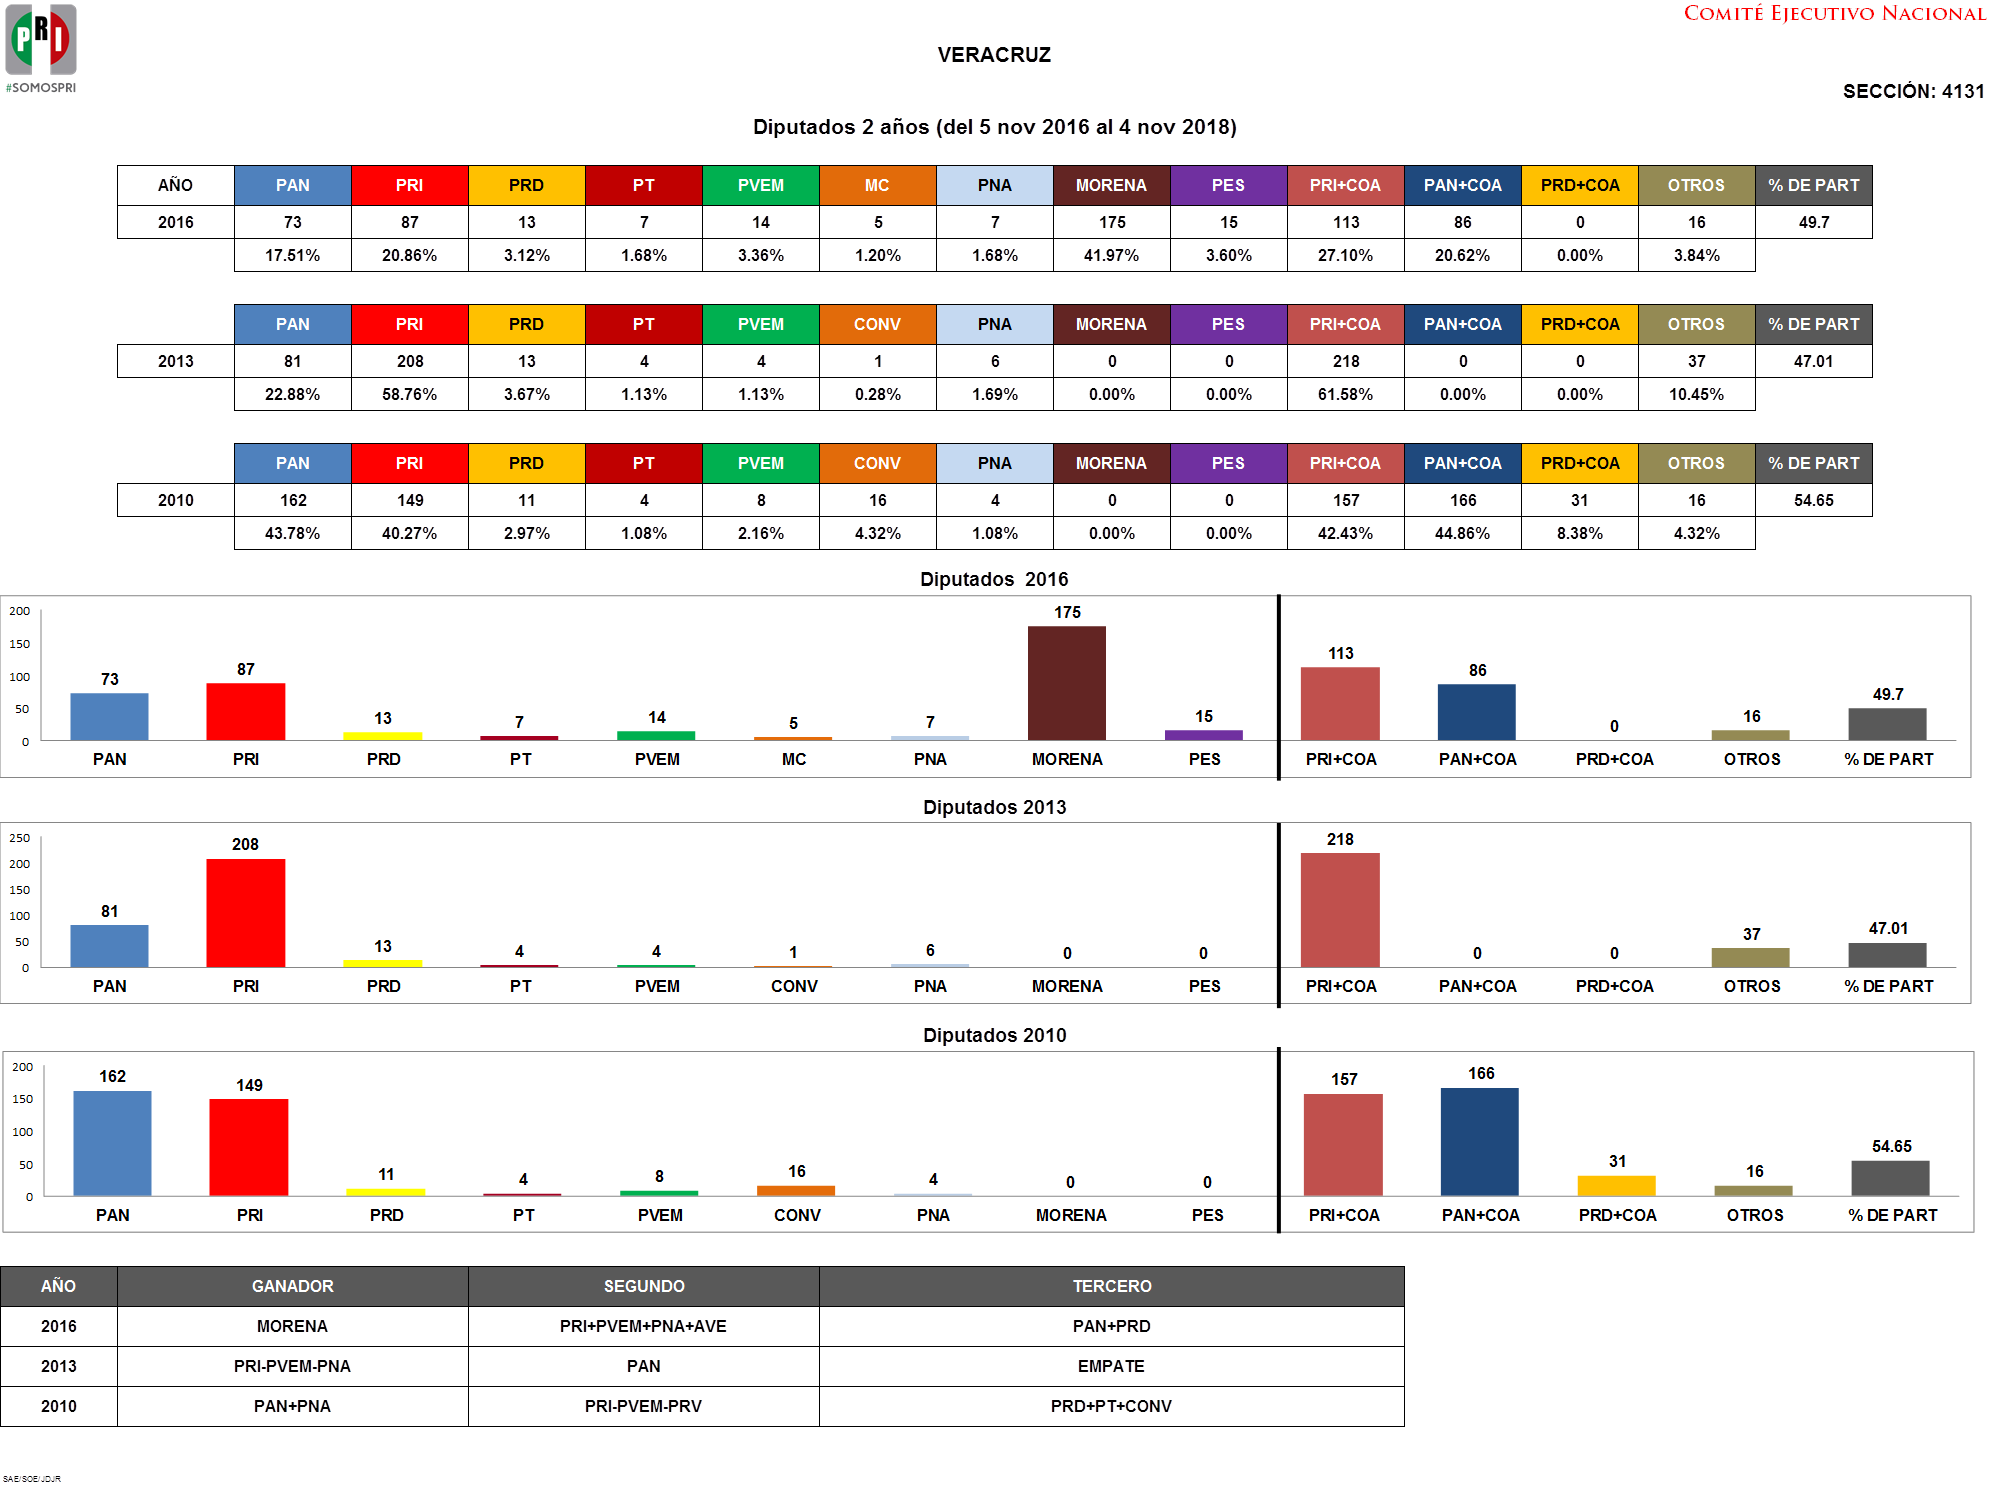 PRI
#SOMOSPRI
COMITÉ EJECUTIVO NACIONAL
VERACRUZ
SECCIÓN: 4131
Diputados 2 años (del 5 nov 2016 al 4 nov 2018)
AÑO PAN PRI PRD PT PVEM MC PNA MORENA PES PRI+COA PAN+COA PRD+COA OTROS % DE PART
2016 73 87 13 7 14 5 7 175 15 113 86 0 16 49.7
17.51% 20.86% 3.12% 1.68% 3.36% 1.20% 1.68% 41.97% 3.60% 27.10% 20.62% 0.00% 3.84%
PAN PRI PRD PT PVEM CONV PNA MORENA PES PRI+COA PAN+COA PRD+COA OTROS % DE PART
2013 81 208 13 4 4 1 6 0 0 218 0 0 37 47.01
22.88% 58.76% 3.67% 1.13% 1.13% 0.28% 1.69% 0.00% 0.00% 61.58% 0.00% 0.00% 10.45%
PAN PRI PRD PT PVEM CONV PNA MORENA PES PRI+COA PAN+COA PRD+COA OTROS % DE PART
2010 162 149 11 4 8 16 4 0 0 157 166 31 16 54.65
43.78% 40.27% 2.97% 1.08% 2.16% 4.32% 1.08% 0.00% 0.00% 42.43% 44.86% 8.38% 4.32%
Diputados 2016
200
150
100
50
0
73 87 13 7 14 5 7 175 15 113 86 0 16 49.7
PAN PRI PRD PT PVEM MC PNA MORENA PES PRI+COA PAN+COA PRD+COA OTROS % DE PART
Diputados 2013
250
200
150
100
50
0
81 208 13 4 4 1 6 0 0 218 0 0 37 47.01
PAN PRI PRD PT PVEM CONV PNA MORENA PES PRI+COA PAN+COA PRD+COA OTROS % DE PART
Diputados 2010
200
150
100
50
0
162 149 11 4 8 16 4 0 0 157 166 31 16 54.65
PAN PRI PRD PT PVEM CONV PNA MORENA PES PRI+COA PAN+COA PRD+COA OTROS % DE PART
AÑO GANADOR SEGUNDO TERCERO
2016 MORENA PRI+PVEM+PNA+AVE PAN+PRD
2013 PRI-PVEM-PNA PAN EMPATE
2010 PAN+PNA PRI-PVEM-PRV PRD+PT+CONV
SAE/SOE/JDJR